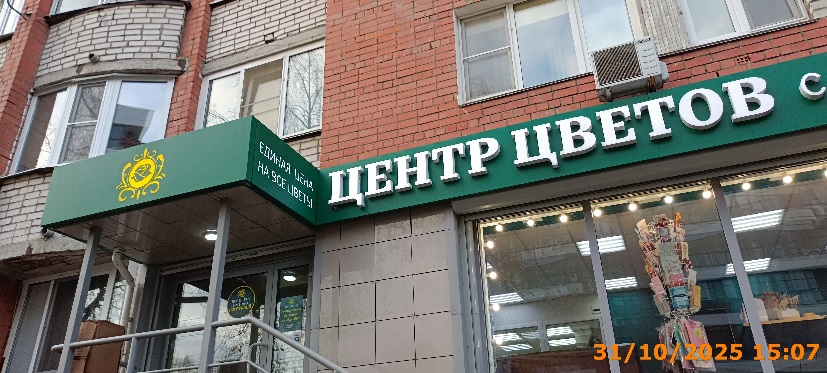 ЕДИНАЯ ЦЕНА
НА ВСЕ ЦВЕТЫ
ЦЕНТР ЦВЕТОВ С
31/10/2025 15:07